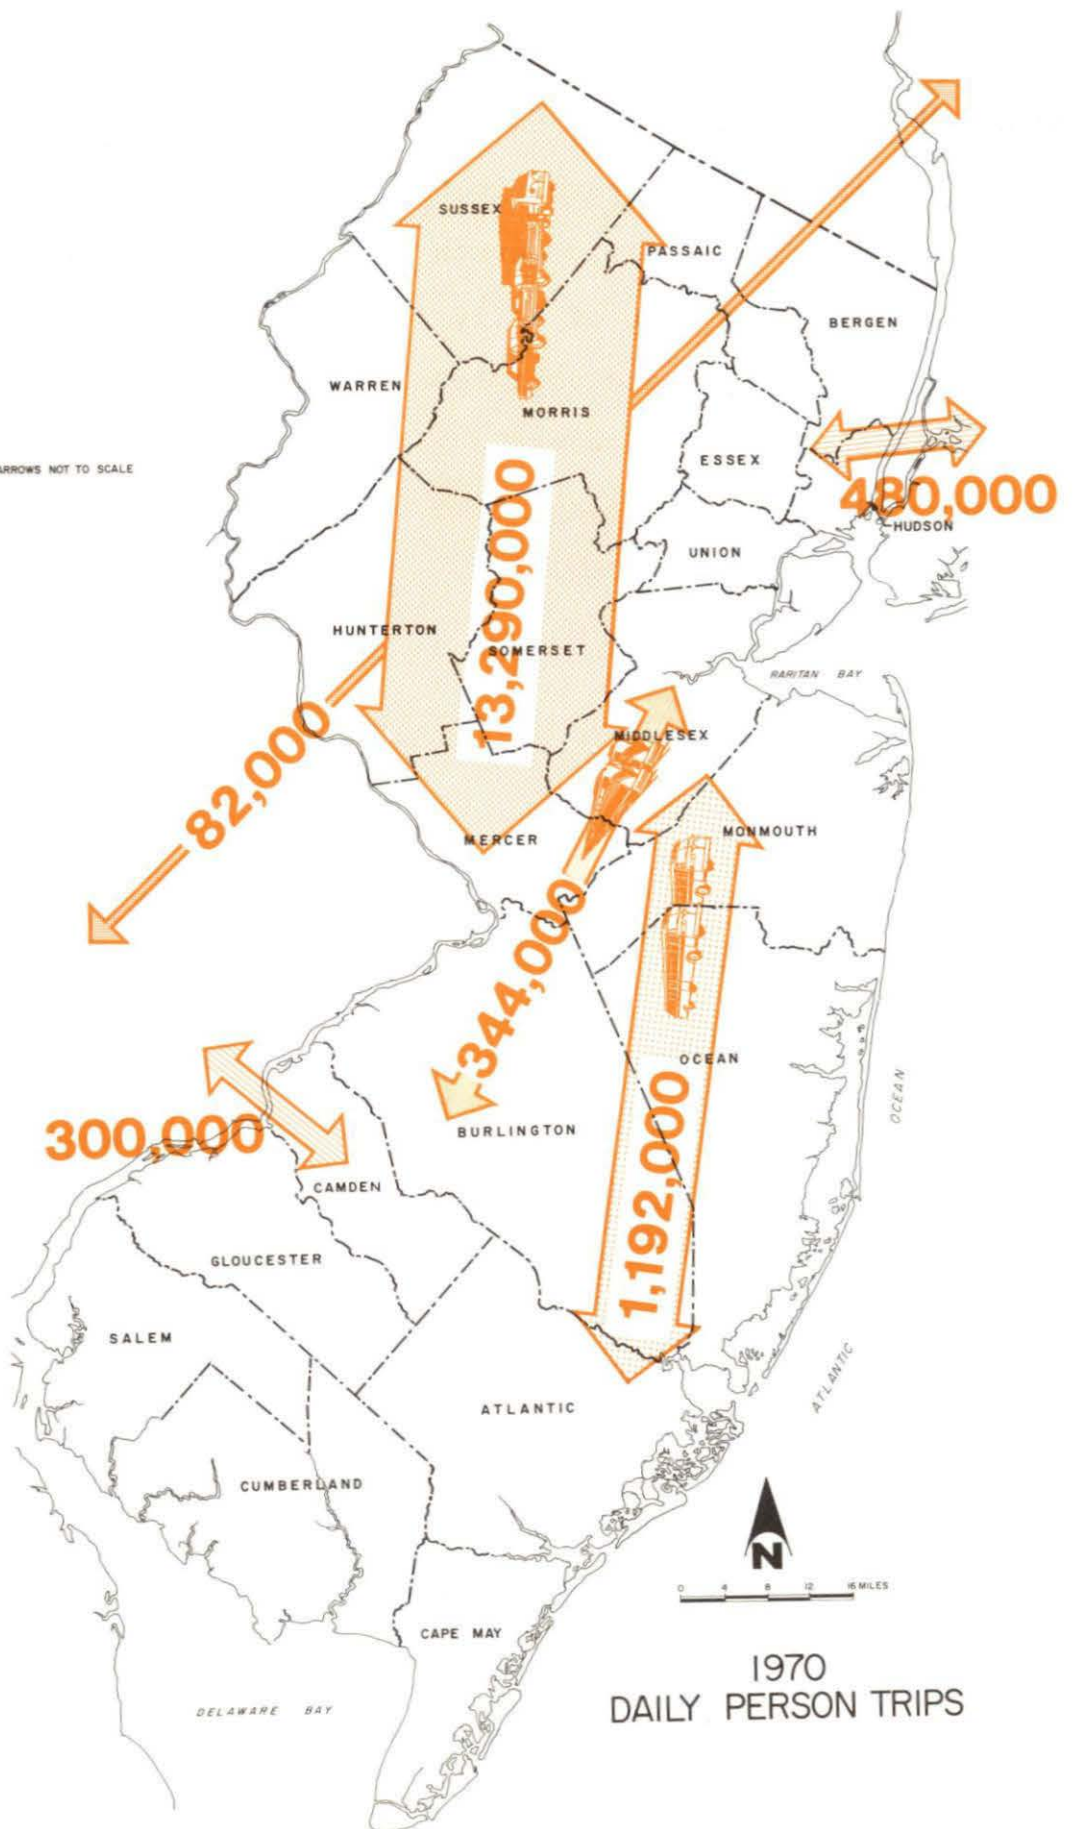 SUSSEX
PASSAIC
BERGEN
WARREN
MORRIS
ARROWS NOT TO SCALE
ESSEX
480,000
HUDSON
UNION
13,290,000
HUNTERTON
SOMERSET
RARITAN BAY
82,000
MIDDLESEX
MERCER
MONMOUTH
344,000
OCEAN
OCEAN
300,000
BURLINGTON
1,192,000
CAMDEN
GLOUCESTER
SALEM
ATLANTIC
ATLANTIC
CUMBERLAND
N
0 4 8 12 16 MILES
CAPE MAY
1970
DELAWARE BAY
DAILY PERSON TRIPS